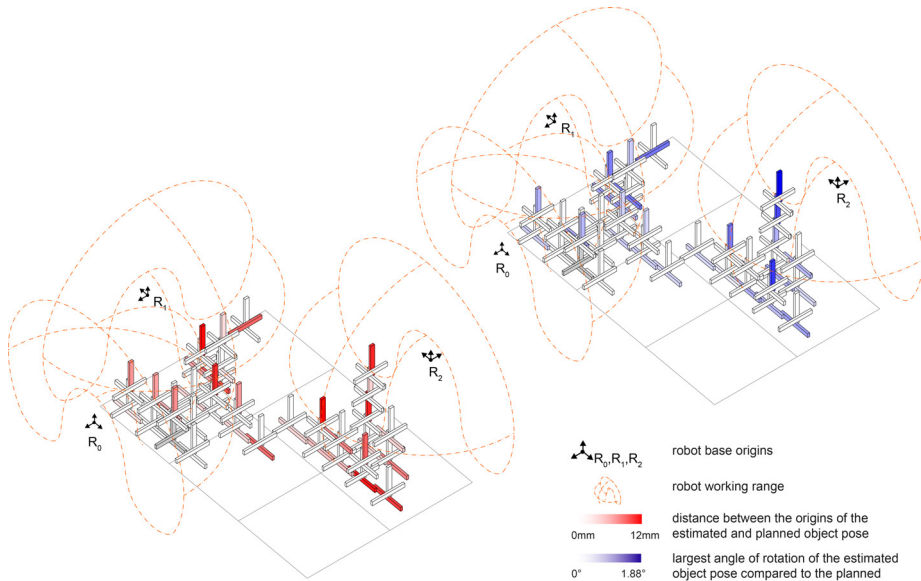 R1
R2
R0
R1
R2
R0
R0,R1,R2
robot base origins
robot working range
0mm 12mm
distance between the origins of the
estimated and planned object pose
0° 1.88°
largest angle of rotation of the estimated
object pose compared to the planned